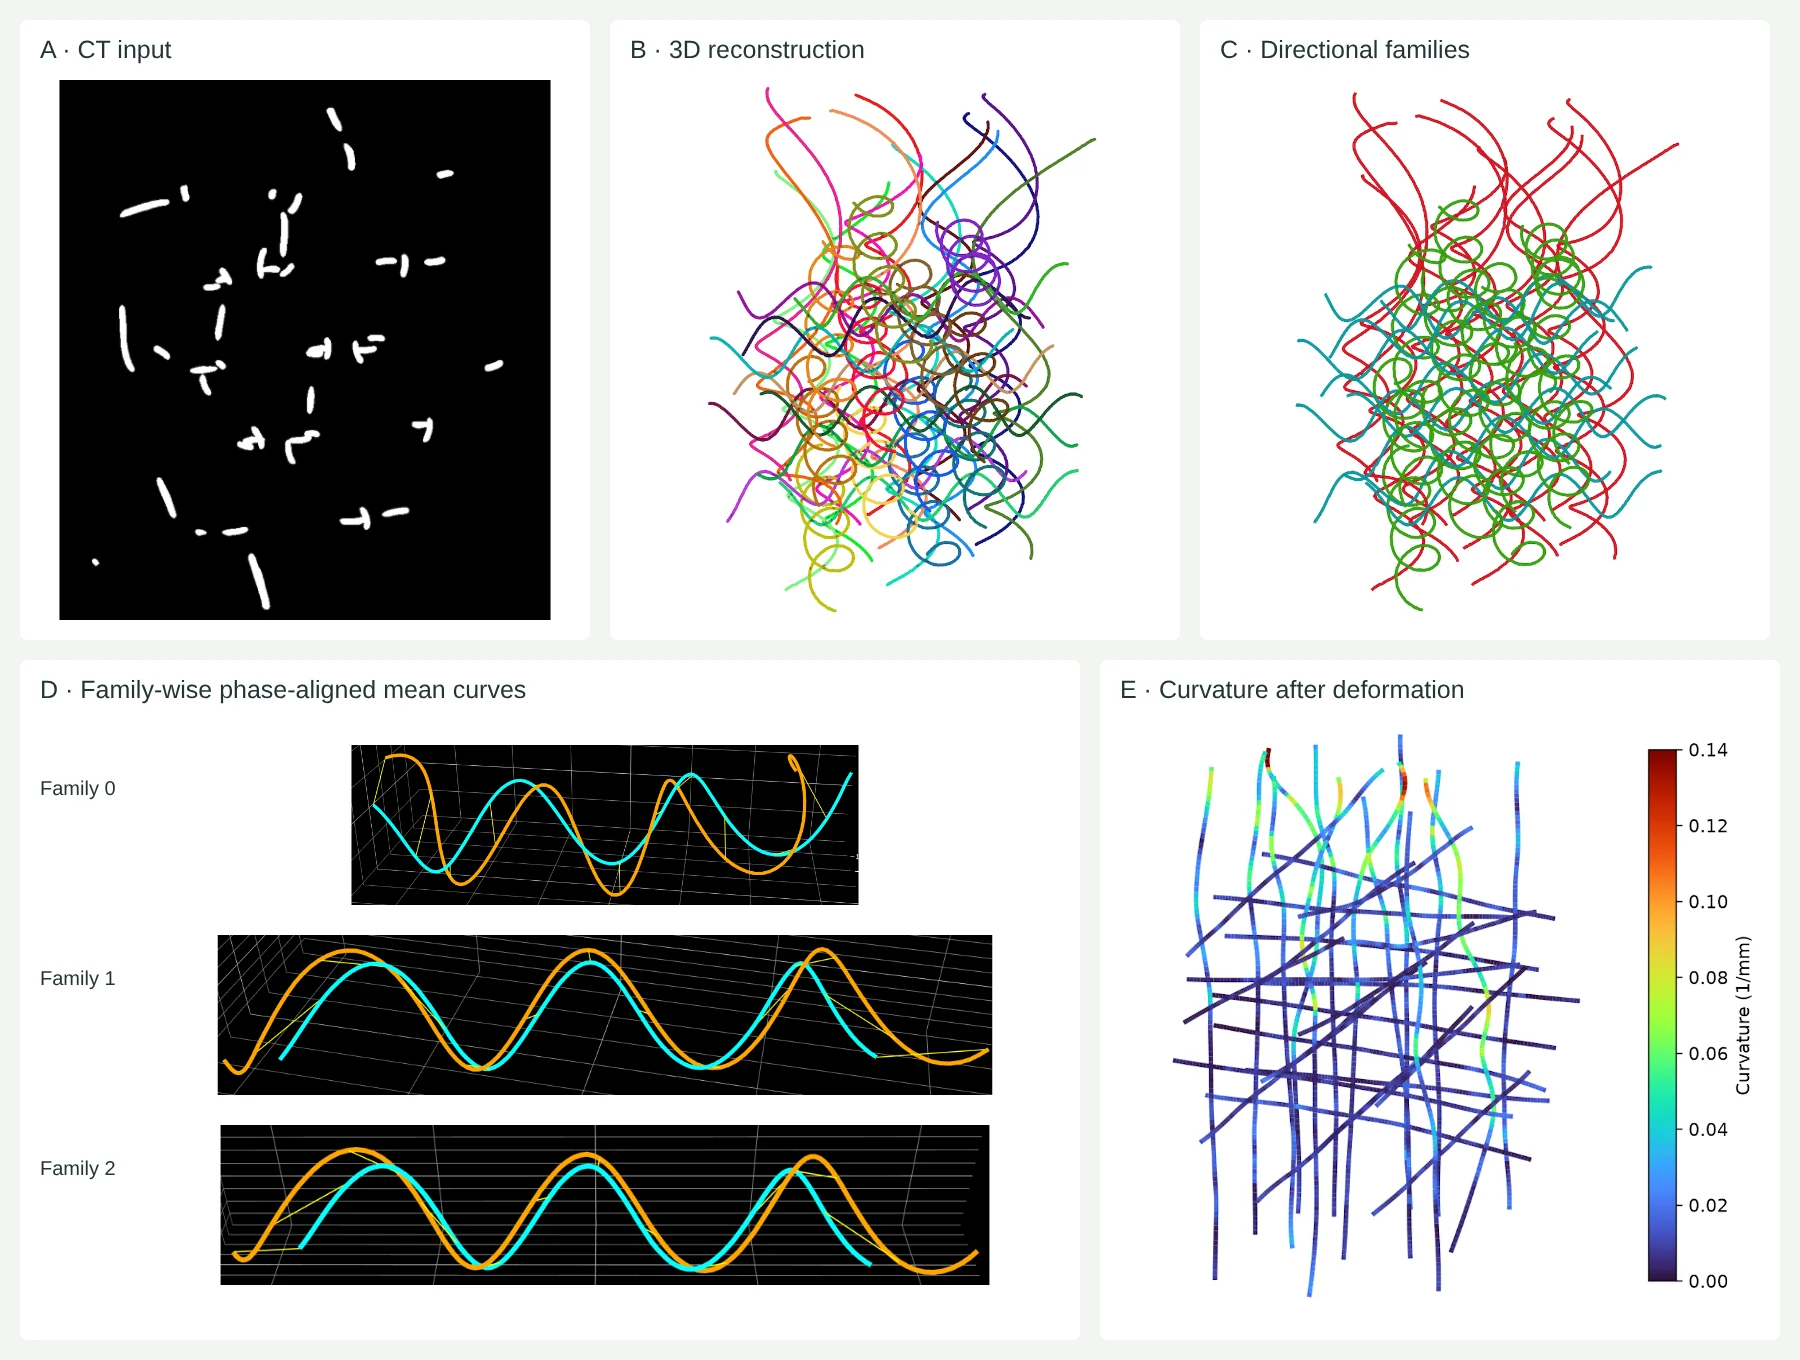 A · CT input
B · 3D reconstruction
C · Directional families
D · Family-wise phase-aligned mean curves
Family 0
Family 1
Family 2
E · Curvature after deformation
0.14
0.12
0.10
0.08
0.06
0.04
0.02
0.00
Curvature (1/mm)